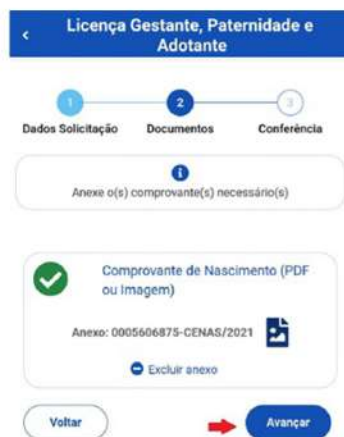 Licença Gestante, Paternidade e
Adotante
1
2
3
Dados Solicitação
Documentos
Conferência
Anexe o(s) comprovante(s) necessário(s)
Comprovante de Nascimento (PDF
ou Imagem)
Anexo: 0005606875-CENAS/2021
Excluir anexo
Voltar
Avançar